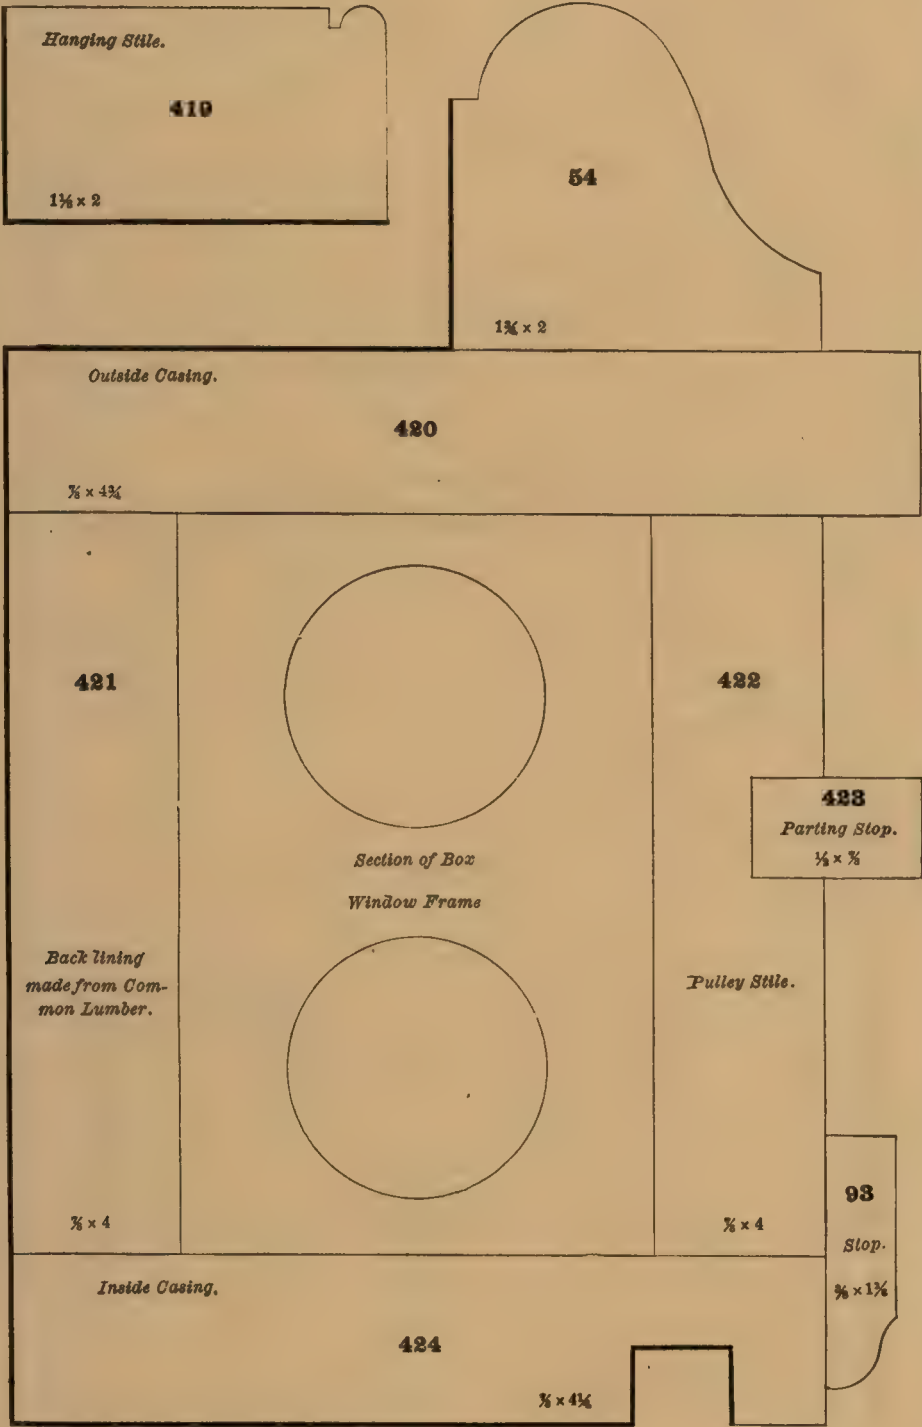 Hanging Stile.
419
1⅛ × 2
54
1¾ × 2
Outside Casing.
420
⅞ × 4¾
421
422
423
Parting Stop.
½ × ⅞
Section of Box
Window Frame
Back lining
made from Com-
mon Lumber.
Pulley Stile.
⅞ × 4
⅞ × 4
93
Stop.
⅜ × 1⅜
Inside Casing.
424
⅞ × 4¼